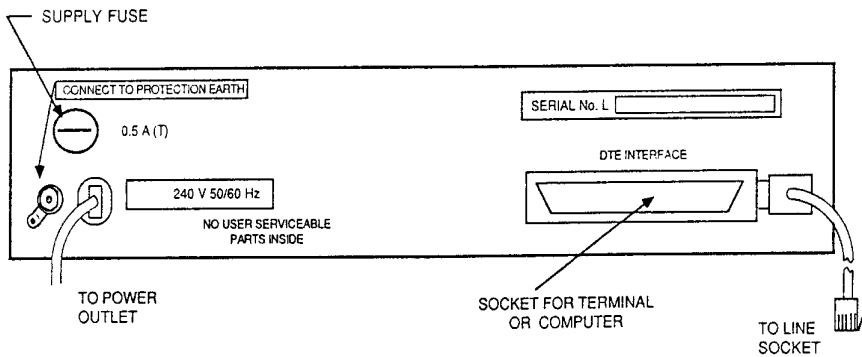 SUPPLY FUSE
CONNECT TO PROTECTION EARTH
SERIAL No. L
0.5 A (T)
DTE INTERFACE
240 V 50/60 Hz
NO USER SERVICEABLE
PARTS INSIDE
TO POWER
OUTLET
SOCKET FOR TERMINAL
OR COMPUTER
TO LINE
SOCKET